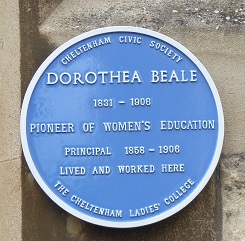 CHELTENHAM CIVIC SOCIETY
DOROTHEA BEALE
1831 - 1906
PIONEER OF WOMEN'S EDUCATION
PRINCIPAL 1858 - 1906
LIVED AND WORKED HERE
THE CHELTENHAM LADIES' COLLEGE